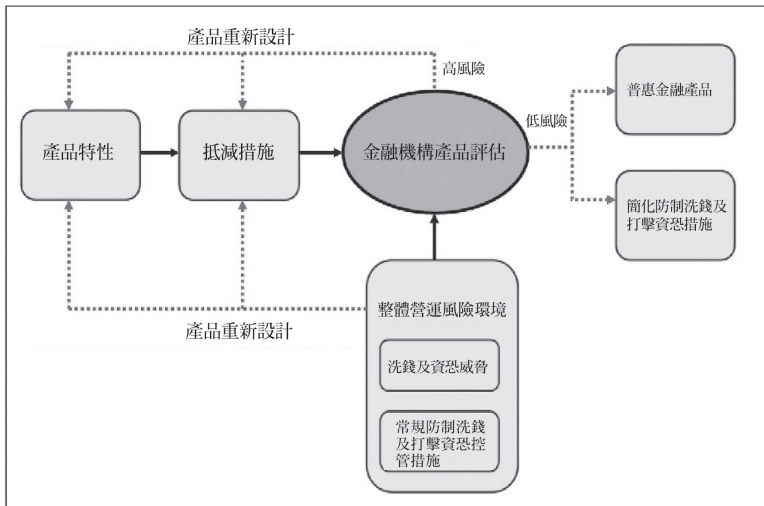 產品重新設計
高風險
普惠金融產品
低風險
產品特性
抵減措施
金融機構產品評估
簡化防制洗錢及
打擊資恐措施
整體營運風險環境
產品重新設計
洗錢及資恐威脅
常規防制洗錢
及打擊資恐控
管措施